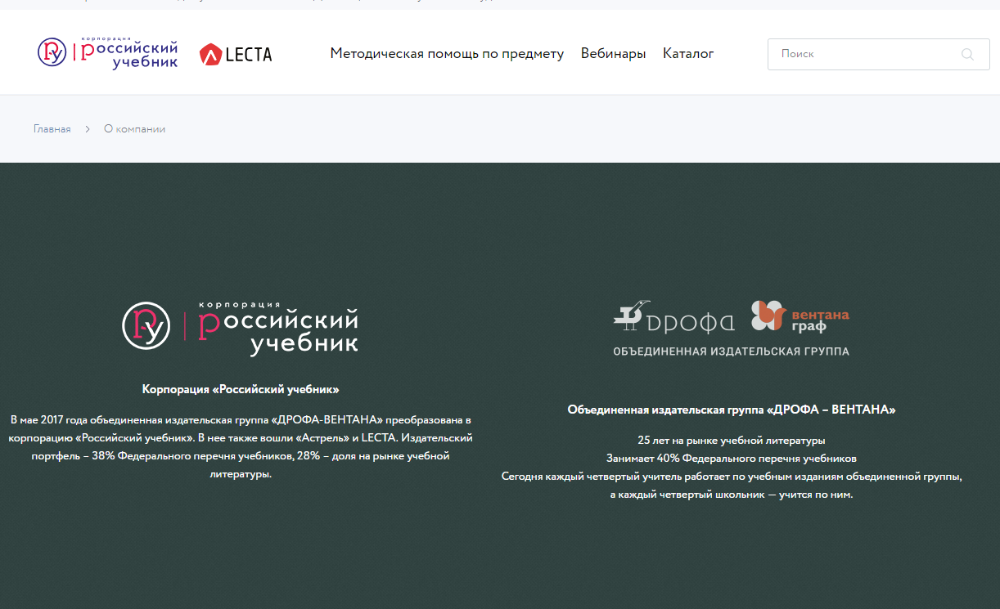 корпорация
российский
учебник
LECTA
Методическая помощь по предмету
Вебинары
Каталог
Поиск
Главная
О компании
корпорация
российский
учебник
Корпорация «Российский учебник»
В мае 2017 года объединенная издательская группа «ДРОФА-ВЕНТАНА» преобразована в
корпорацию «Российский учебник». В нее также вошли «Астрель» и LECTA. Издательский
портфель – 38% Федерального перечня учебников, 28% – доля на рынке учебной
литературы.
дрофа
вентана
граф
ОБЪЕДИНЕННАЯ ИЗДАТЕЛЬСКАЯ ГРУППА
Объединенная издательская группа «ДРОФА – ВЕНТАНА»
25 лет на рынке учебной литературы
Занимает 40% Федерального перечня учебников
Сегодня каждый четвертый учитель работает по учебным изданиям объединенной группы,
а каждый четвертый школьник — учится по ним.